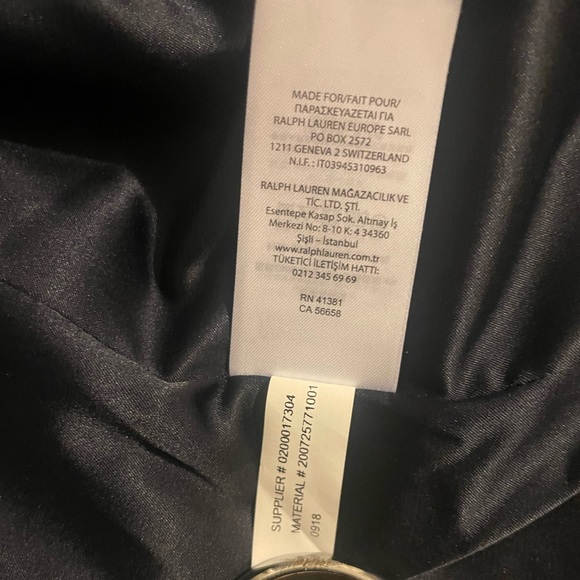 MADE FOR/FAIT POUR/
ΠΑΡΑΣΚΕΥΑΖΕΤΑΙ ΓΙΑ
RALPH LAUREN EUROPE SARL
PO BOX 2572
1211 GENEVA 2 SWITZERLAND
N.I.F. : IT03945310963
RALPH LAUREN MAĞAZACILIK VE
TİC. LTD. ŞTİ.
Esentepe Kasap Sok. Altınay İş
Merkezi No: 8-10 K: 4 34360
Şişli – İstanbul
www.ralphlauren.com.tr
TÜKETİCİ İLETİŞİM HATTI:
0212 345 69 69
RN 41381
CA 56658
SUPPLIER # 0200017304
MATERIAL # 200725771001
0918